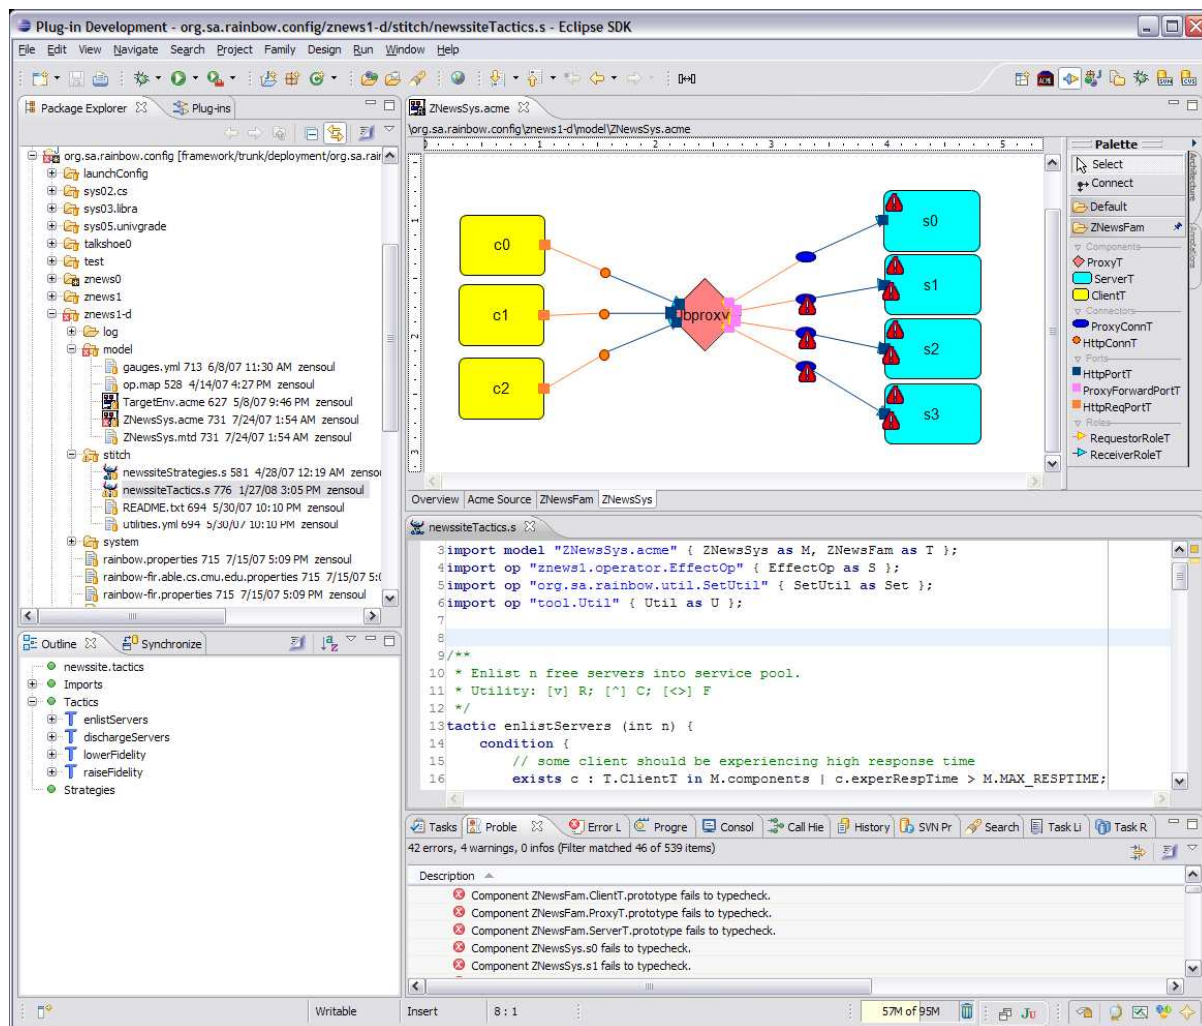 Plug-in Development - org.sa.rainbow.config/znews1-d/stitch/newssiteTactics.s - Eclipse SDK
File Edit View Navigate Search Project Family Design Run Window Help
Package Explorer Plug-ins
org.sa.rainbow.config [framework/trunk/deployment/org.sa.rai
launchConfig
sys02.cs
sys03.libra
sys05.univgrade
talkshoe0
test
znews0
znews1
znews1-d
log
model
gauges.yml 713 6/8/07 11:30 AM zensoul
op.map 528 4/14/07 4:27 PM zensoul
TargetEnv.acme 627 5/8/07 9:46 PM zensoul
ZNewsSys.acme 731 7/24/07 1:54 AM zensoul
ZNewsSys.mtd 731 7/24/07 1:54 AM zensoul
stitch
newssiteStrategies.s 581 4/28/07 12:19 AM zenso
newssiteTactics.s 776 1/27/08 3:05 PM zensoul
README.txt 694 5/30/07 10:10 PM zensoul
utilities.yml 694 5/30/07 10:10 PM zensoul
system
rainbow.properties 715 7/15/07 5:09 PM zensoul
rainbow-fir.able.cs.cmu.edu.properties 715 7/15/07 5:0
rainbow-fir.properties 715 7/15/07 5:09 PM zensoul
Outline Synchronize
newssite.tactics
Imports
Tactics
enlistServers
dischargeServers
lowerFidelity
raiseFidelity
Strategies
ZNewsSys.acme
\org.sa.rainbow.config\znews1-d\model\ZNewsSys.acme
0 1 2 3 4 5
1
2
3
c0
c1
c2
lbproxy
s0
s1
s2
s3
Palette
Select
Connect
Default
ZNewsFam
Components
ProxyT
ServerT
ClientT
Connectors
ProxyConnT
HttpConnT
Ports
HttpPortT
ProxyForwardPortT
HttpReqPortT
Roles
RequestorRoleT
ReceiverRoleT
Architecture
Annotations
Overview Acme Source ZNewsFam ZNewsSys
newssiteTactics.s
3 import model "ZNewsSys.acme" { ZNewsSys as M, ZNewsFam as T };
4 import op "znews1.operator.EffectOp" { EffectOp as S };
5 import op "org.sa.rainbow.util.SetUtil" { SetUtil as Set };
6 import op "tool.Util" { Util as U };
7
8
9 /**
10 * Enlist n free servers into service pool.
11 * Utility: [v] R; [^] C; [<>] F
12 */
13 tactic enlistServers (int n) {
14 condition {
15 // some client should be experiencing high response time
16 exists c : T.ClientT in M.components | c.experRespTime > M.MAX_RESPTIME;
Tasks Proble Error L Progre Consol Call Hie History SVN Pr Search Task Li Task R
42 errors, 4 warnings, 0 infos (Filter matched 46 of 539 items)
Description
Component ZNewsFam.ClientT.prototype fails to typecheck.
Component ZNewsFam.ProxyT.prototype fails to typecheck.
Component ZNewsFam.ServerT.prototype fails to typecheck.
Component ZNewsSys.s0 fails to typecheck.
Component ZNewsSys.s1 fails to typecheck.
Writable Insert 8 : 1 57M of 95M Ju